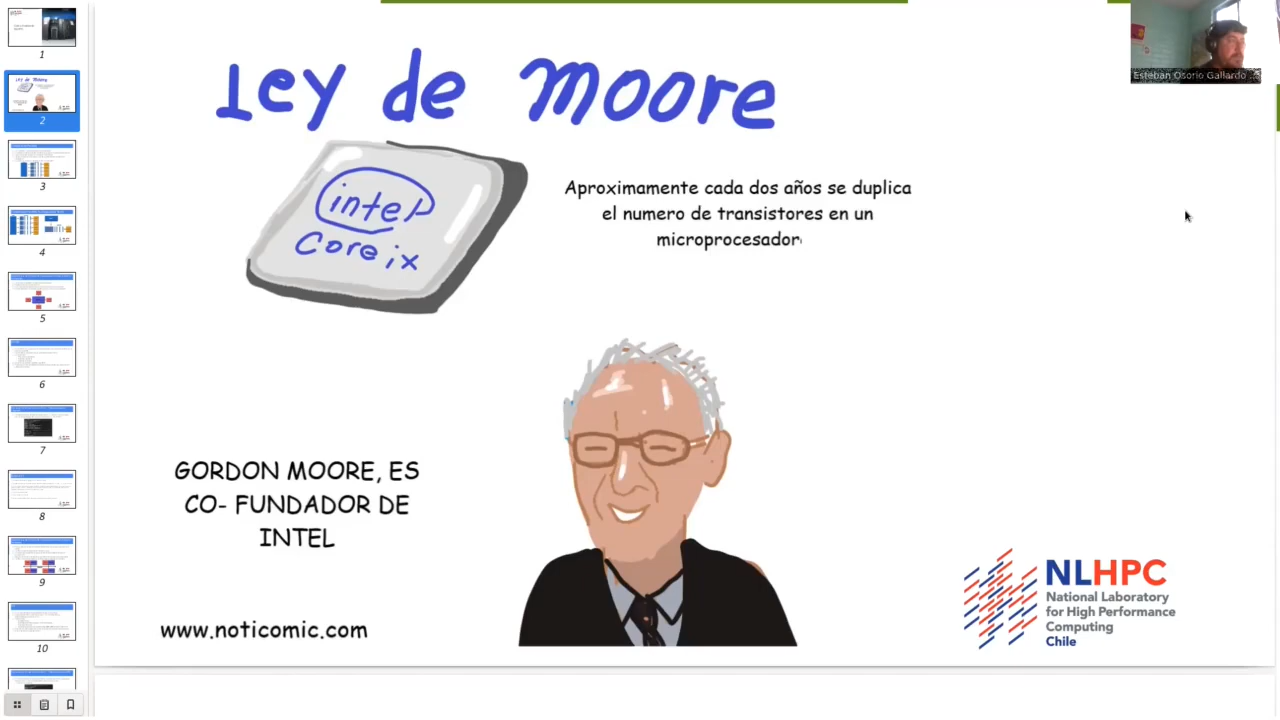 Ley de Moore
intel
Core ix
Aproximamente cada dos años se duplica
el numero de transistores en un
microprocesador
GORDON MOORE, ES
CO- FUNDADOR DE
INTEL
www.noticomic.com
NLHPC
National Laboratory
for High Performance
Computing
Chile
Esteban Osorio Gallardo ...
1
2
3
4
5
6
7
8
9
10